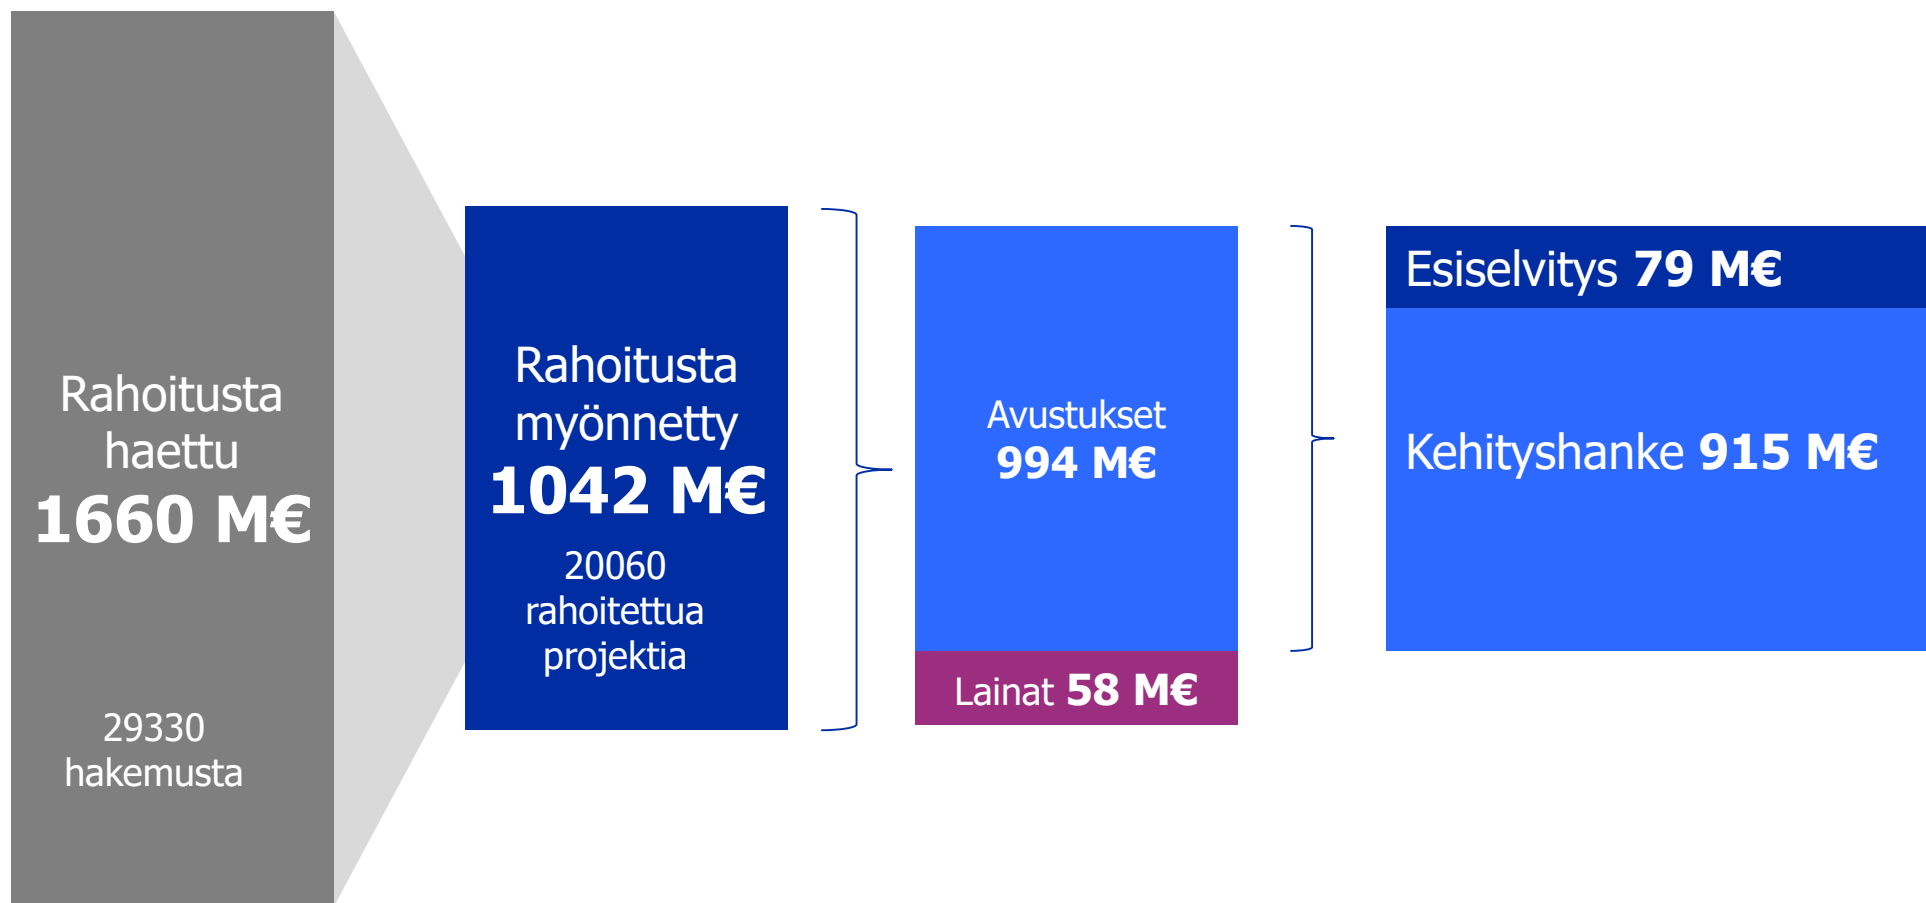 Rahoitusta
haettu
1660 M€
29330
hakemusta
Rahoitusta
myönnetty
1042 M€
20060
rahoitettua
projektia
Avustukset
994 M€
Lainat 58 M€
Esiselvitys 79 M€
Kehityshanke 915 M€